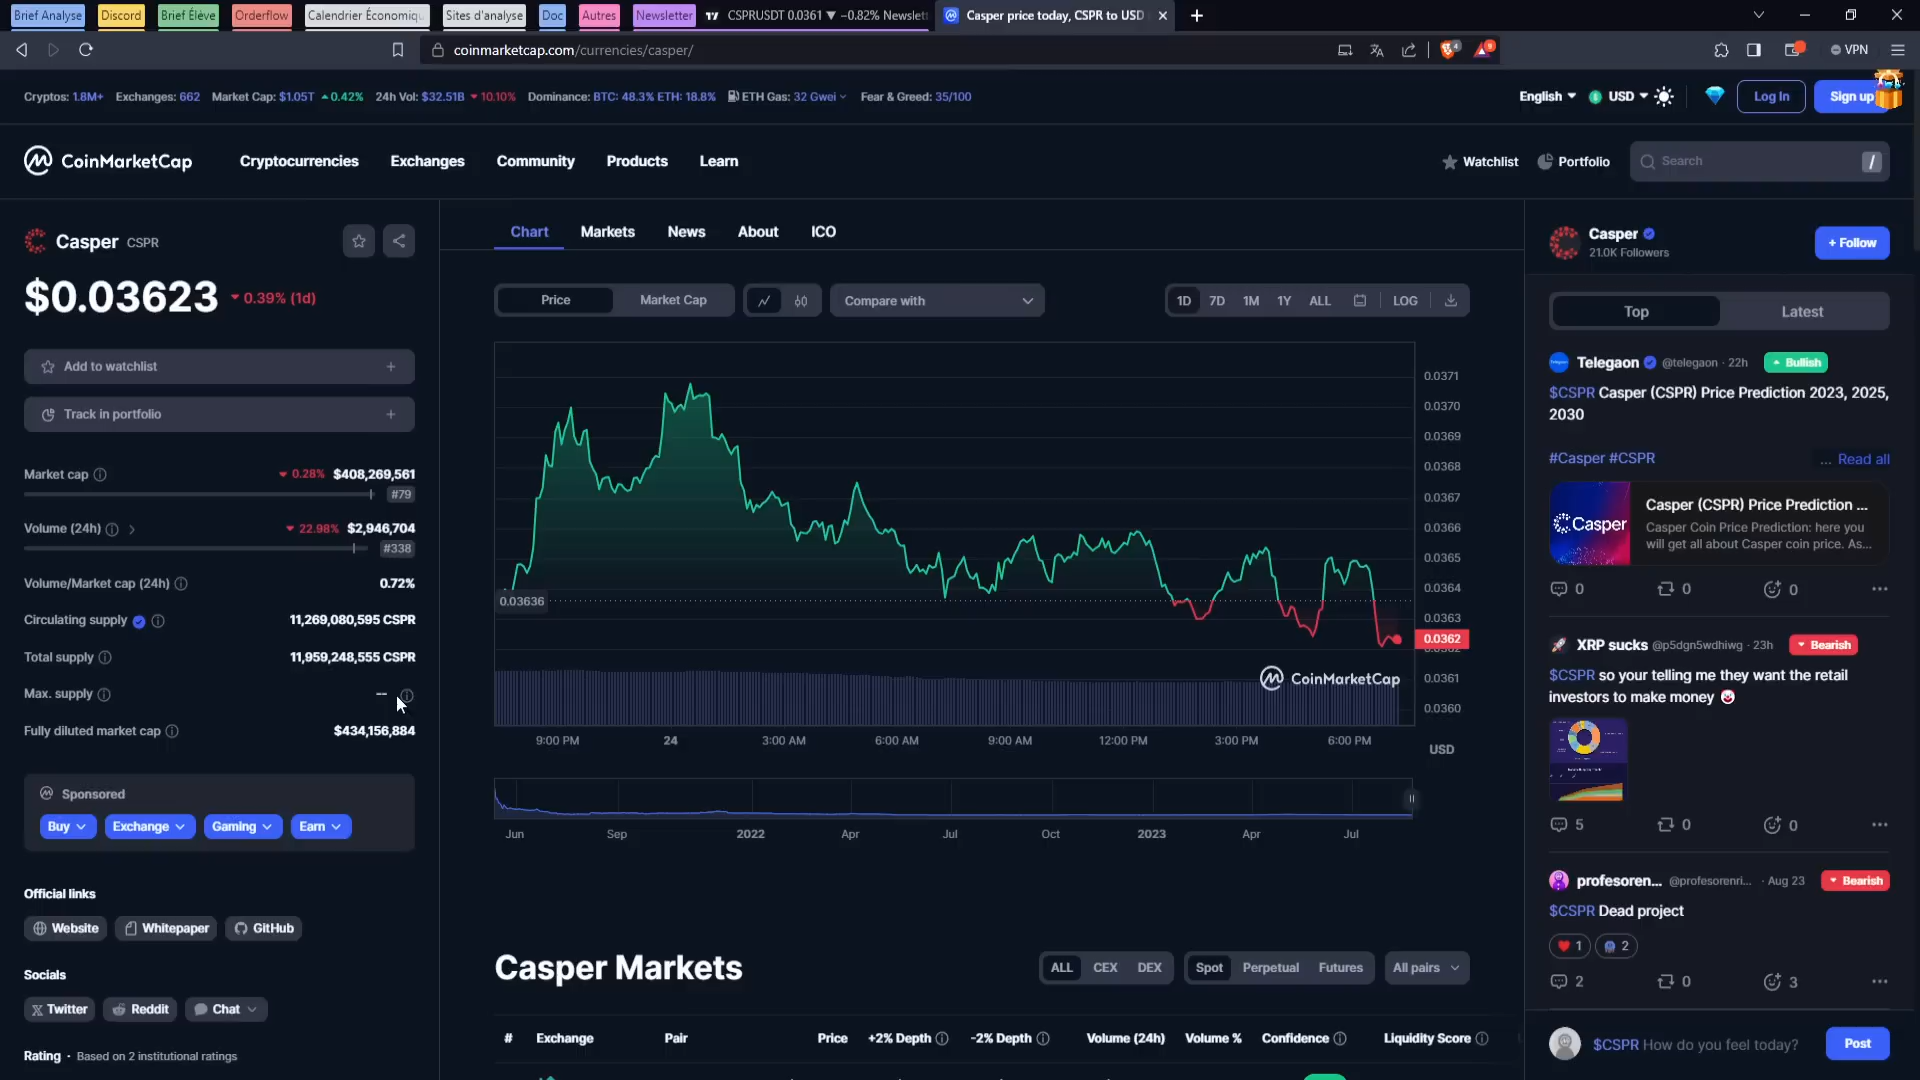 Brief Analyse
Discord
Brief Élève
Orderflow
Calendrier Économiqu
Sites d'analyse
Doc
Autres
Newsletter
CSPRUSDT 0.0361 ▼ −0.82% Newslet
Casper price today, CSPR to USD
coinmarketcap.com/currencies/casper/
VPN
Cryptos: 1.8M+ Exchanges: 662 Market Cap: $1.05T 0.42% 24h Vol: $32.51B 10.10% Dominance: BTC: 48.3% ETH: 18.8% ETH Gas: 32 Gwei Fear & Greed: 35/100
English USD
Log In
Sign up
CoinMarketCap
Cryptocurrencies Exchanges Community Products Learn
Watchlist Portfolio
Search /
Casper CSPR
$0.03623 0.39% (1d)
Add to watchlist +
Track in portfolio +
Market cap 0.28% $408,269,561
#79
Volume (24h) 22.98% $2,946,704
#338
Volume/Market cap (24h) 0.72%
Circulating supply 11,269,080,595 CSPR
Total supply 11,959,248,555 CSPR
Max. supply --
Fully diluted market cap $434,156,884
Sponsored
Buy Exchange Gaming Earn
Official links
Website Whitepaper GitHub
Socials
Twitter Reddit Chat
Rating · Based on 2 institutional ratings
Chart Markets News About ICO
Price Market Cap
Compare with
1D 7D 1M 1Y ALL LOG
0.0371
0.0370
0.0369
0.0368
0.0367
0.0366
0.0365
0.0364
0.0363
0.0362
0.0361
0.0360
0.03636
CoinMarketCap
9:00 PM 24 3:00 AM 6:00 AM 9:00 AM 12:00 PM 3:00 PM 6:00 PM
USD
Jun Sep 2022 Apr Jul Oct 2023 Apr Jul
Casper Markets
ALL CEX DEX
Spot Perpetual Futures
All pairs
# Exchange Pair Price +2% Depth -2% Depth Volume (24h) Volume % Confidence Liquidity Score
Casper
21.0K Followers
+ Follow
Top Latest
Telegaon @telegaon · 22h Bullish
$CSPR Casper (CSPR) Price Prediction 2023, 2025,
2030
#Casper #CSPR
... Read all
Casper
Casper (CSPR) Price Prediction ...
Casper Coin Price Prediction: here you
will get all about Casper coin price. As...
0 0 0
XRP sucks @p5dgn5wdhiwg · 23h Bearish
$CSPR so your telling me they want the retail
investors to make money
5 0 0
profesoren... @profesorenri... · Aug 23 Bearish
$CSPR Dead project
1 2
2 0 3
$CSPR How do you feel today?
Post